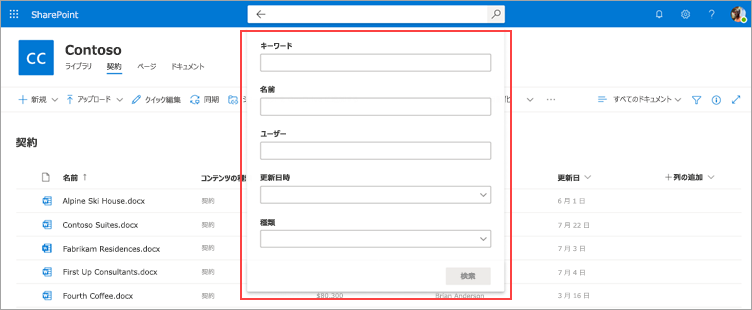 SharePoint
CC
Contoso
ライブラリ 契約 ページ ドキュメント
新規 アップロード クイック編集 同期 すべてのドキュメント
キーワード
名前
ユーザー
更新日時
種類
検索
契約
名前 コンテンツの種 更新日 列の追加
Alpine Ski House.docx 契約 6 月 1 日
Contoso Suites.docx 契約 7 月 22 日
Fabrikam Residences.docx 契約 7 月 3 日
First Up Consultants.docx 契約 7 月 4 日
Fourth Coffee.docx 契約 $80,300 Brian Anderson 3 月 16 日